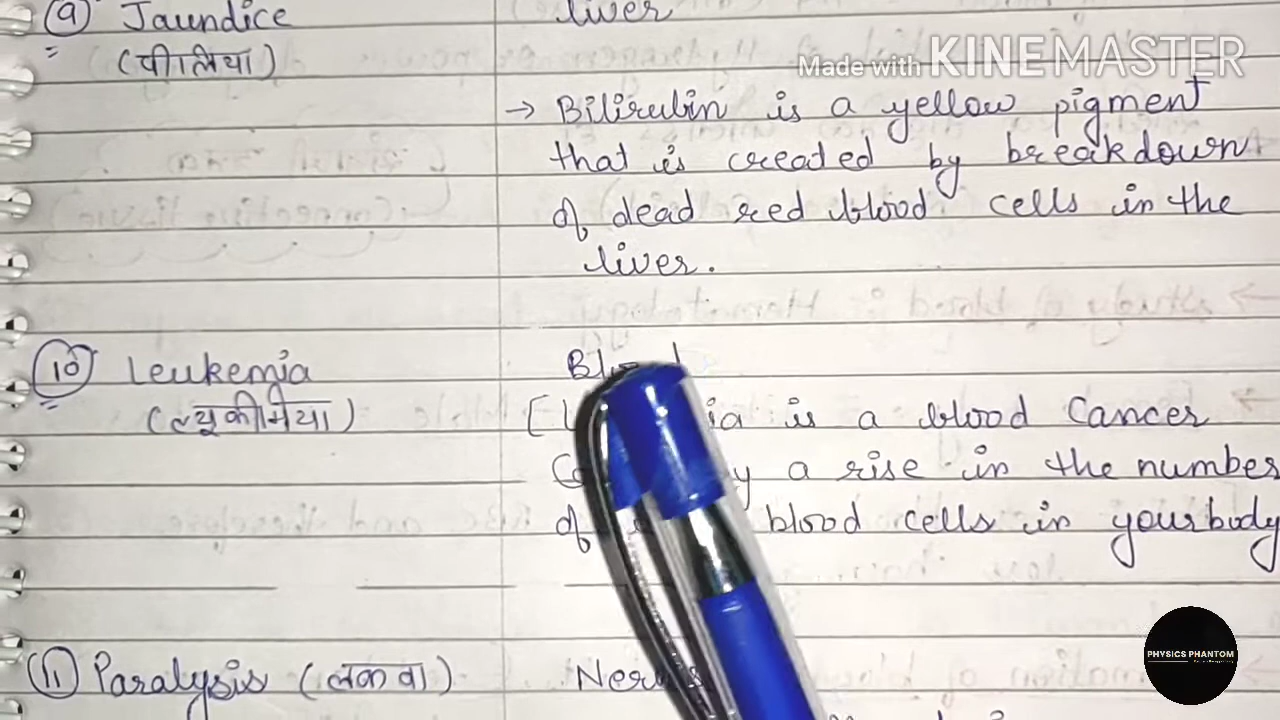 9 Jaundice liver
(पीलिया)
Made with KINEMASTER
→ Bilirubin is a yellow pigment
that is created by breakdown
of dead red blood cells in the
liver.
10 Leukemia
(ल्यूकीमिया) [ ia is a blood Cancer
by a rise in the number
of blood cells in your body
(11) Paralysis (लकवा)
PHYSICS PHANTOM